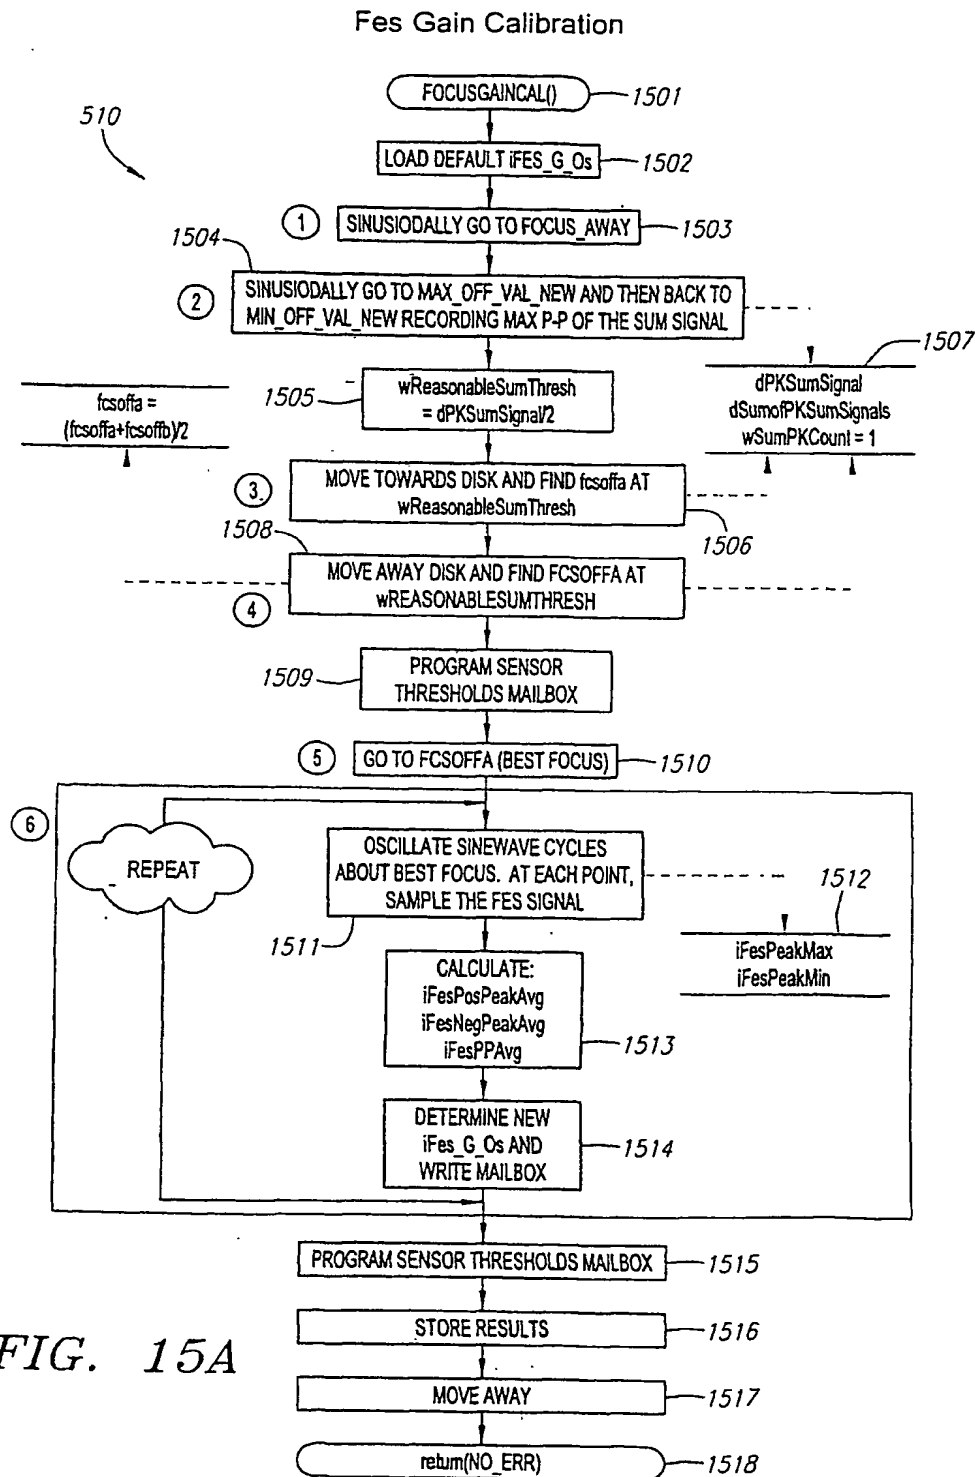 Fes Gain Calibration
FOCUSGAINCAL()
1501
510
LOAD DEFAULT iFES_G_Os
1502
1
SINUSIODALLY GO TO FOCUS_AWAY
1503
1504
2
SINUSIODALLY GO TO MAX_OFF_VAL_NEW AND THEN BACK TO
MIN_OFF_VAL_NEW RECORDING MAX P-P OF THE SUM SIGNAL
1507
fcsoffa =
(fcsoffa+fcsoffb)/2
1505
wReasonableSumThresh
= dPKSumSignal/2
dPKSumSignal
dSumofPKSumSignals
wSumPKCount = 1
3
MOVE TOWARDS DISK AND FIND fcsoffa AT
wReasonableSumThresh
1506
1508
4
MOVE AWAY DISK AND FIND FCSOFFA AT
wREASONABLESUMTHRESH
1509
PROGRAM SENSOR
THRESHOLDS MAILBOX
5
GO TO FCSOFFA (BEST FOCUS)
1510
6
REPEAT
OSCILLATE SINEWAVE CYCLES
ABOUT BEST FOCUS. AT EACH POINT,
SAMPLE THE FES SIGNAL
1511
1512
iFesPeakMax
iFesPeakMin
CALCULATE:
iFesPosPeakAvg
iFesNegPeakAvg
iFesPPAvg
1513
DETERMINE NEW
iFes_G_Os AND
WRITE MAILBOX
1514
PROGRAM SENSOR THRESHOLDS MAILBOX
1515
STORE RESULTS
1516
MOVE AWAY
1517
return(NO_ERR)
1518
FIG. 15A